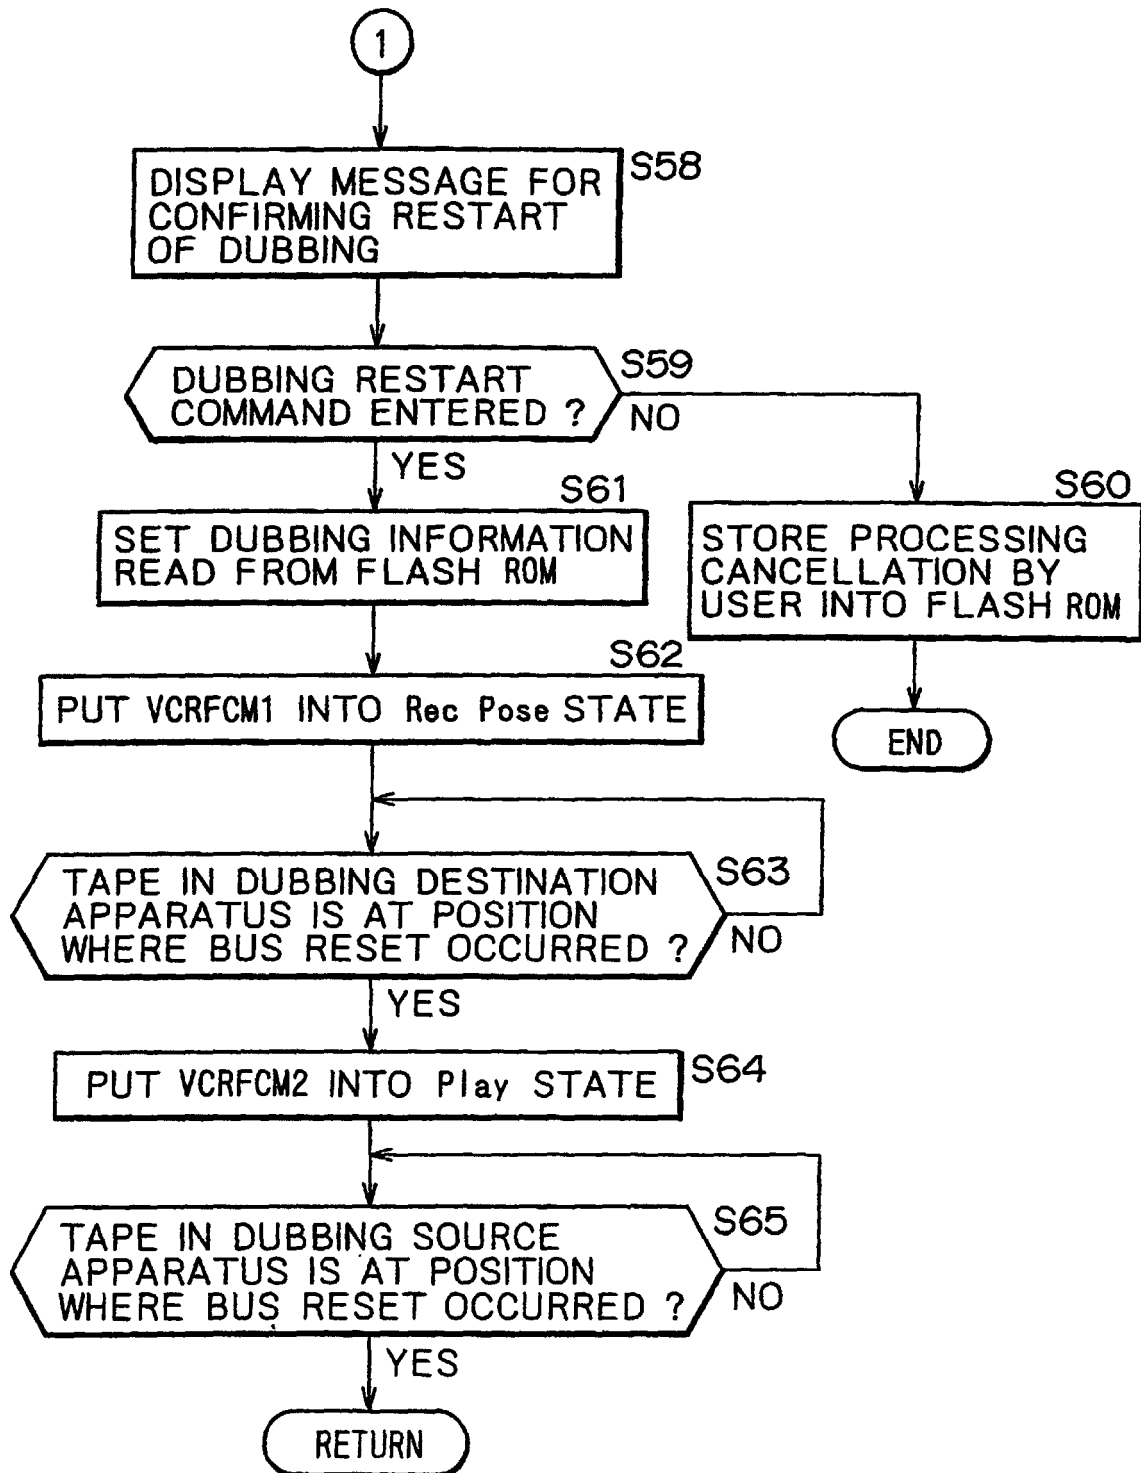 1
DISPLAY MESSAGE FOR
CONFIRMING RESTART
OF DUBBING
S58
DUBBING RESTART
COMMAND ENTERED ?
S59
NO
YES
S61
SET DUBBING INFORMATION
READ FROM FLASH ROM
S60
STORE PROCESSING
CANCELLATION BY
USER INTO FLASH ROM
END
S62
PUT VCRFCM1 INTO Rec Pose STATE
TAPE IN DUBBING DESTINATION
APPARATUS IS AT POSITION
WHERE BUS RESET OCCURRED ?
S63
NO
YES
PUT VCRFCM2 INTO Play STATE
S64
TAPE IN DUBBING SOURCE
APPARATUS IS AT POSITION
WHERE BUS RESET OCCURRED ?
S65
NO
YES
RETURN